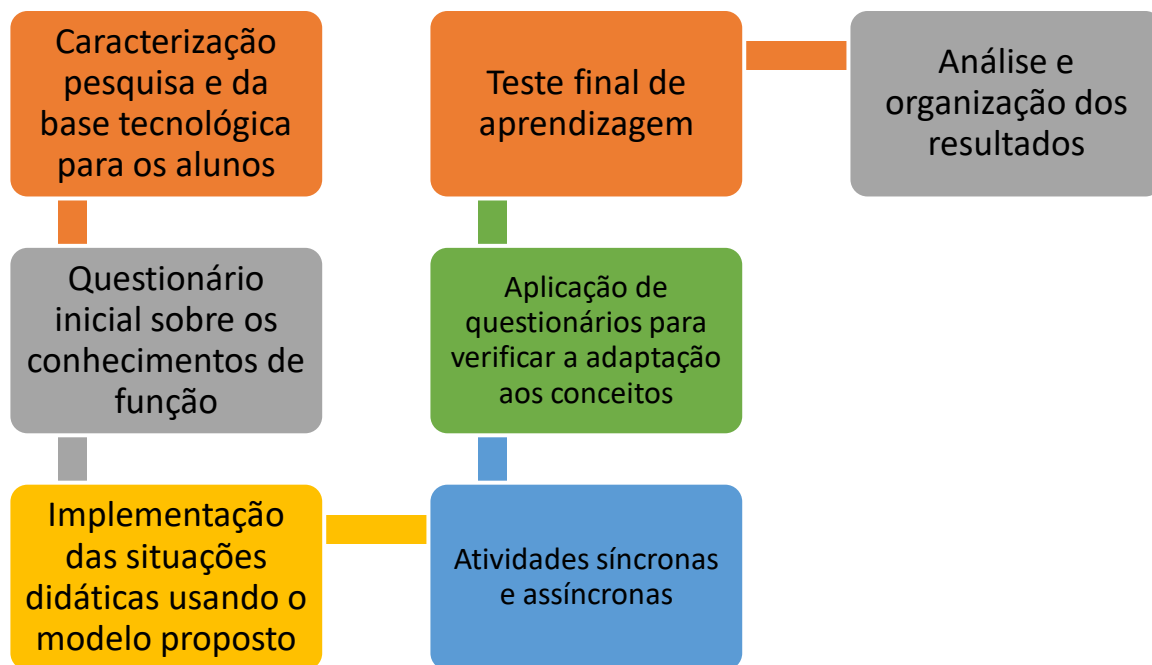 Caracterização
pesquisa e da
base tecnológica
para os alunos
Questionário
inicial sobre os
conhecimentos de
função
Implementação
das situações
didáticas usando o
modelo proposto
Atividades síncronas
e assíncronas
Aplicação de
questionários para
verificar a adaptação
aos conceitos
Teste final de
aprendizagem
Análise e
organização dos
resultados